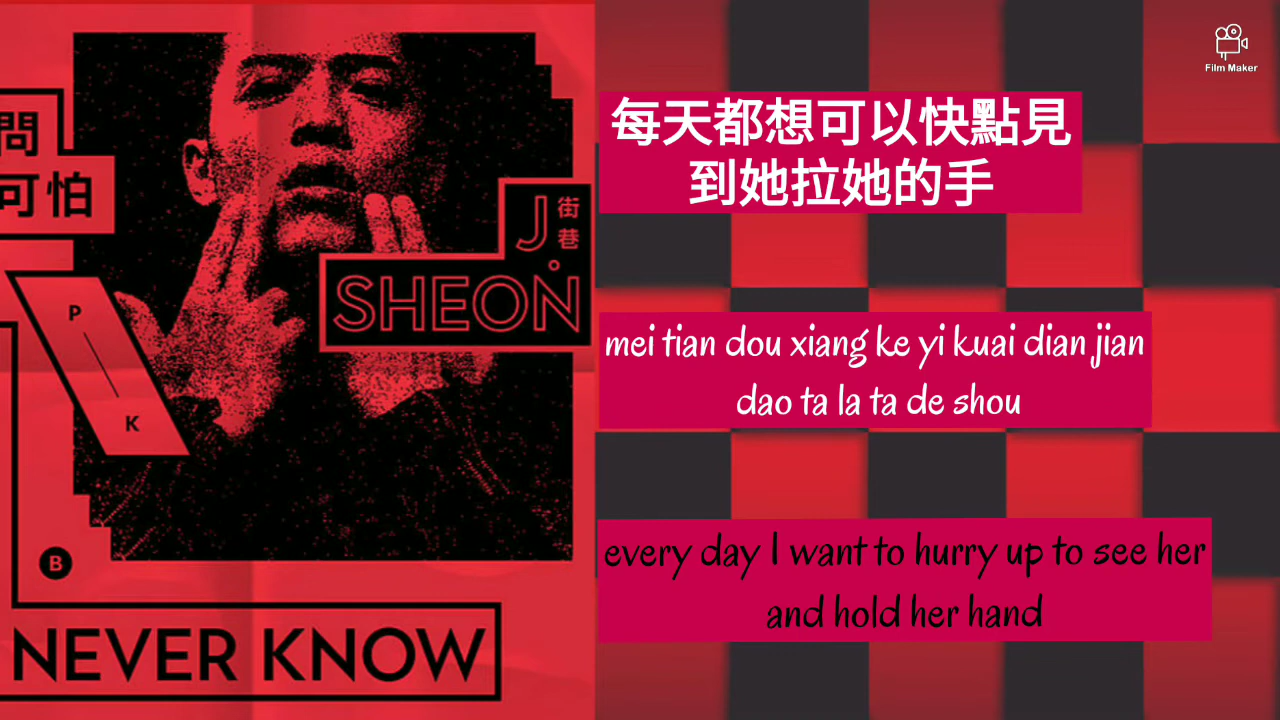 問
可怕
P
K
J.
街巷
SHEON
B
NEVER KNOW
Film Maker
每天都想可以快點見
到她拉她的手
mei tian dou xiang ke yi kuai dian jian
dao ta la ta de shou
every day I want to hurry up to see her
and hold her hand